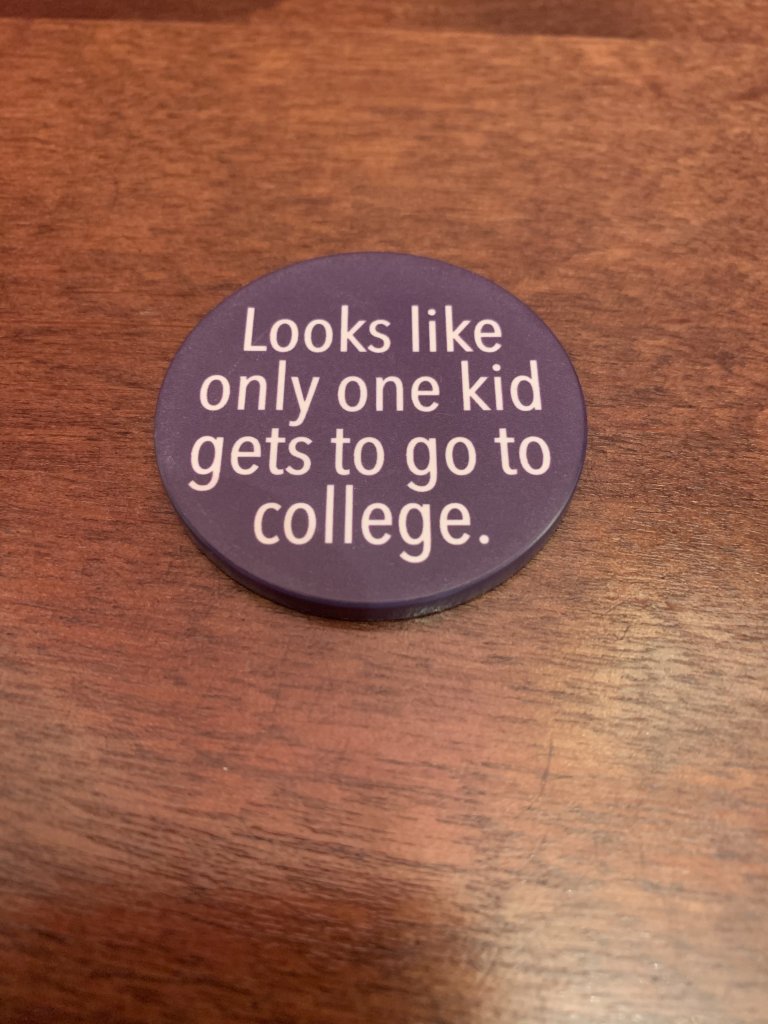 Looks like
only one kid
gets to go to
college.